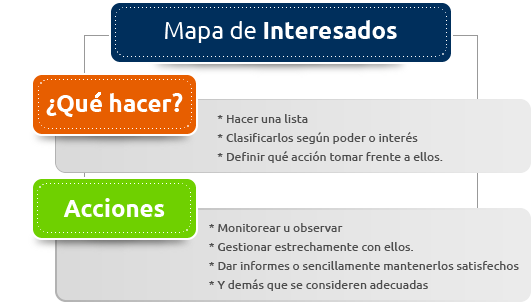 Mapa de Interesados
¿Qué hacer?
* Hacer una lista
* Clasificarlos según poder o interés
* Definir qué acción tomar frente a ellos.
Acciones
* Monitorear u observar
* Gestionar estrechamente con ellos.
* Dar informes o sencillamente mantenerlos satisfechos
* Y demás que se consideren adecuadas